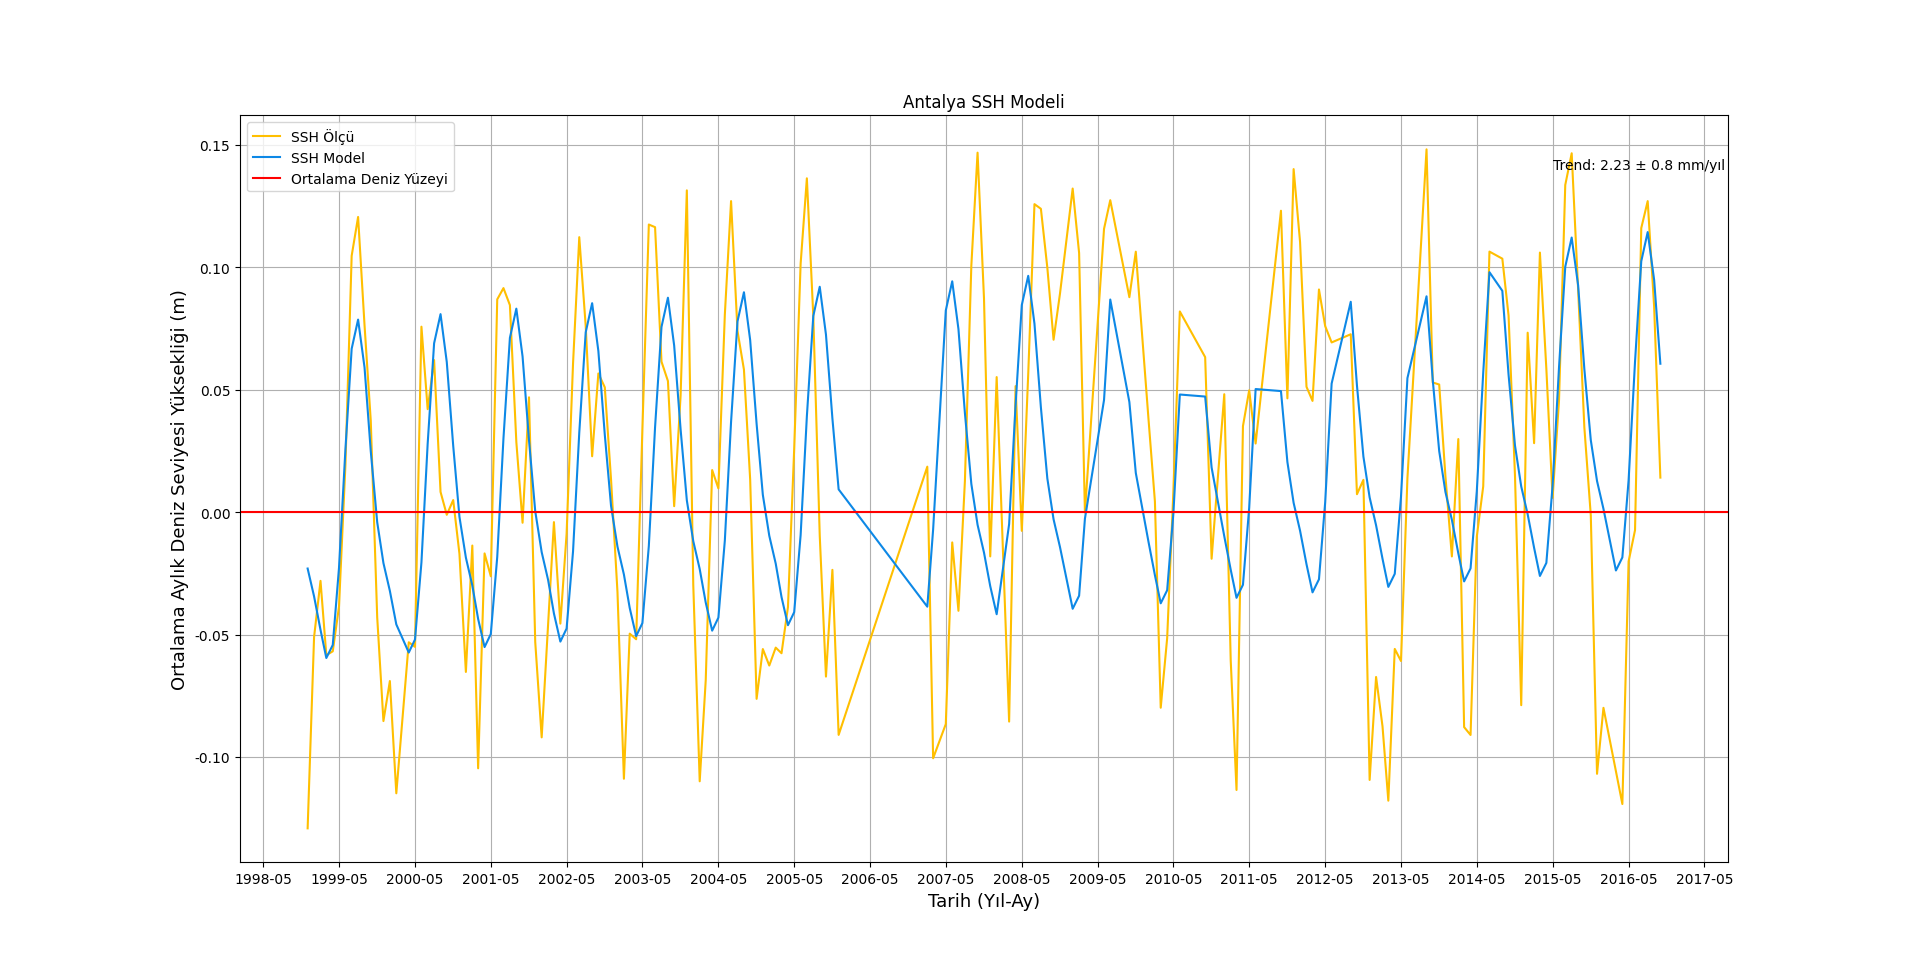 Antalya SSH Modeli
SSH Ölçü
SSH Model
Ortalama Deniz Yüzeyi
Trend: 2.23 ± 0.8 mm/yıl
Ortalama Aylık Deniz Seviyesi Yüksekliği (m)
0.15
0.10
0.05
0.00
-0.05
-0.10
1998-05 1999-05 2000-05 2001-05 2002-05 2003-05 2004-05 2005-05 2006-05 2007-05 2008-05 2009-05 2010-05 2011-05 2012-05 2013-05 2014-05 2015-05 2016-05 2017-05
Tarih (Yıl-Ay)